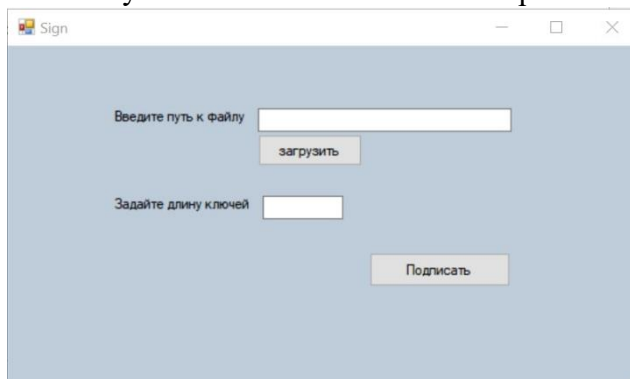 Sign
Введите путь к файлу
загрузить
Задайте длину ключей
Подписать